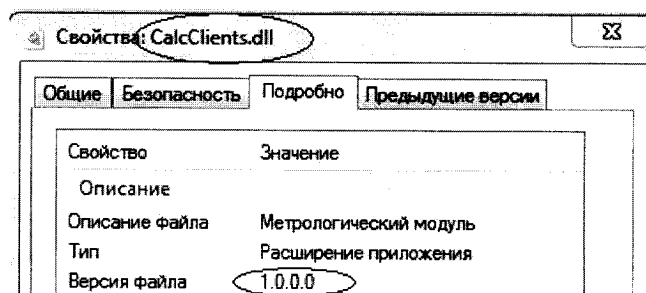 Свойства: CalcClients.dll
Общие Безопасность Подробно Предыдущие версии
Свойство Значение
Описание
Описание файла Метрологический модуль
Тип Расширение приложения
Версия файла 1.0.0.0